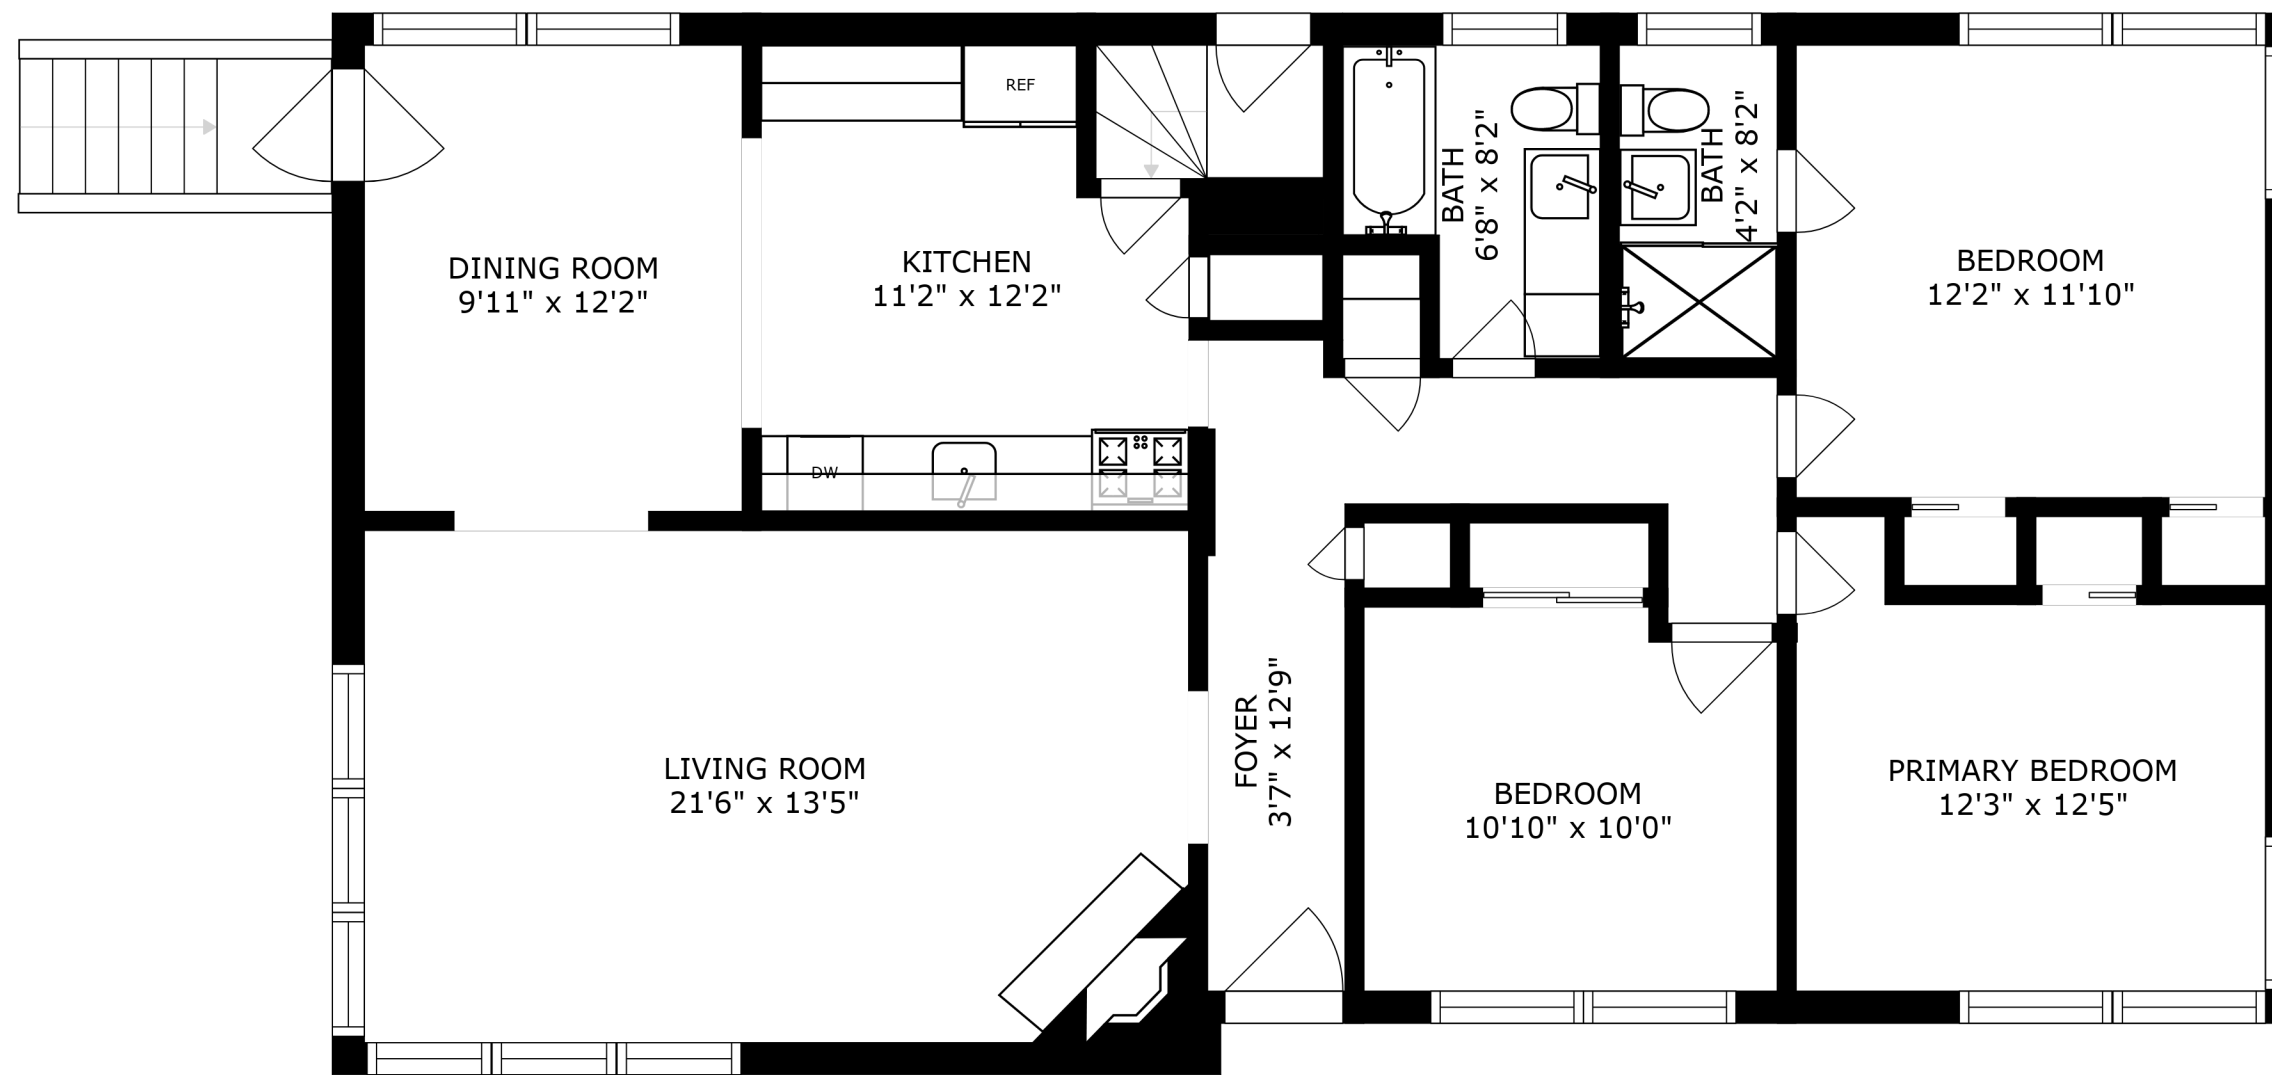 REF
DINING ROOM
9'11" x 12'2"
KITCHEN
11'2" x 12'2"
BATH
6'8" x 8'2"
BATH
4'2" x 8'2"
BEDROOM
12'2" x 11'10"
DW
LIVING ROOM
21'6" x 13'5"
FOYER
3'7" x 12'9"
BEDROOM
10'10" x 10'0"
PRIMARY BEDROOM
12'3" x 12'5"